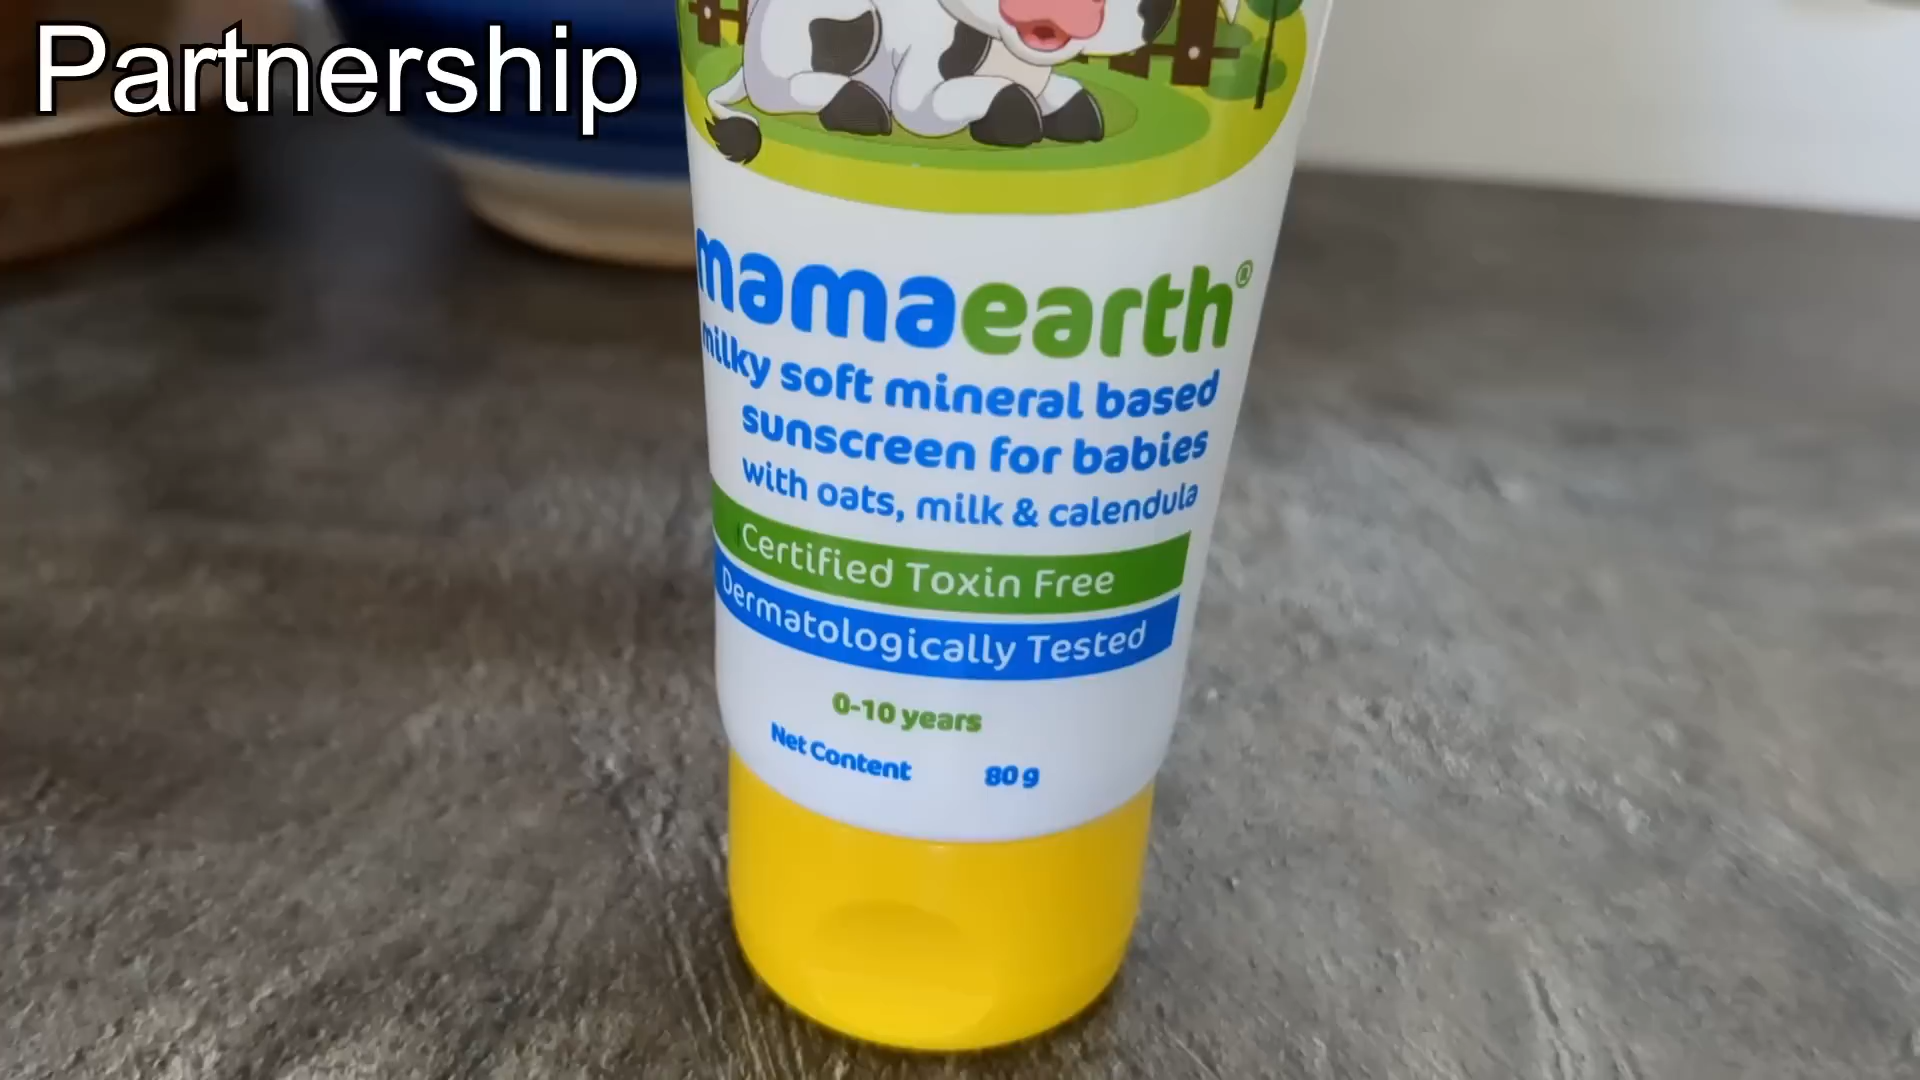 Partnership
mamaearth®
milky soft mineral based
sunscreen for babies
with oats, milk & calendula
Certified Toxin Free
Dermatologically Tested
0-10 years
Net Content 80 g